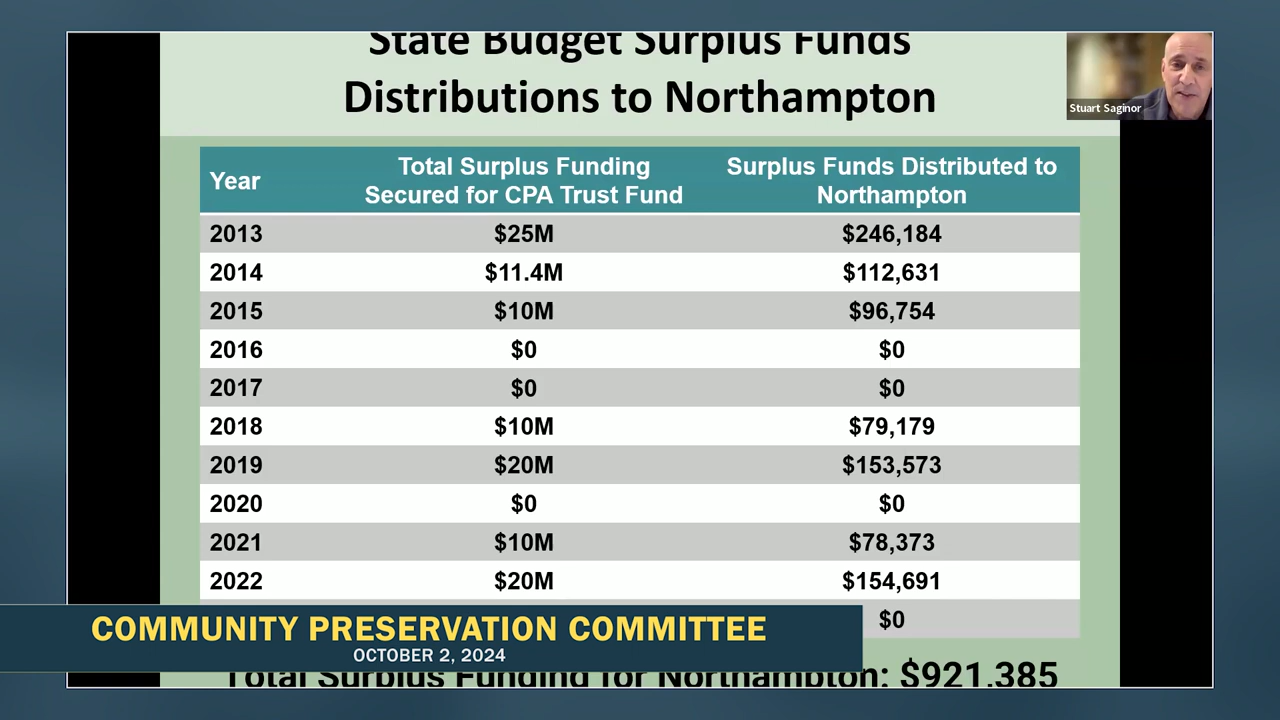 State Budget Surplus Funds
Distributions to Northampton
Stuart Saginor
Year Total Surplus Funding Secured for CPA Trust Fund Surplus Funds Distributed to Northampton
2013 $25M $246,184
2014 $11.4M $112,631
2015 $10M $96,754
2016 $0 $0
2017 $0 $0
2018 $10M $79,179
2019 $20M $153,573
2020 $0 $0
2021 $10M $78,373
2022 $20M $154,691
$0
COMMUNITY PRESERVATION COMMITTEE
OCTOBER 2, 2024
Total Surplus Funding for Northampton: $921,385